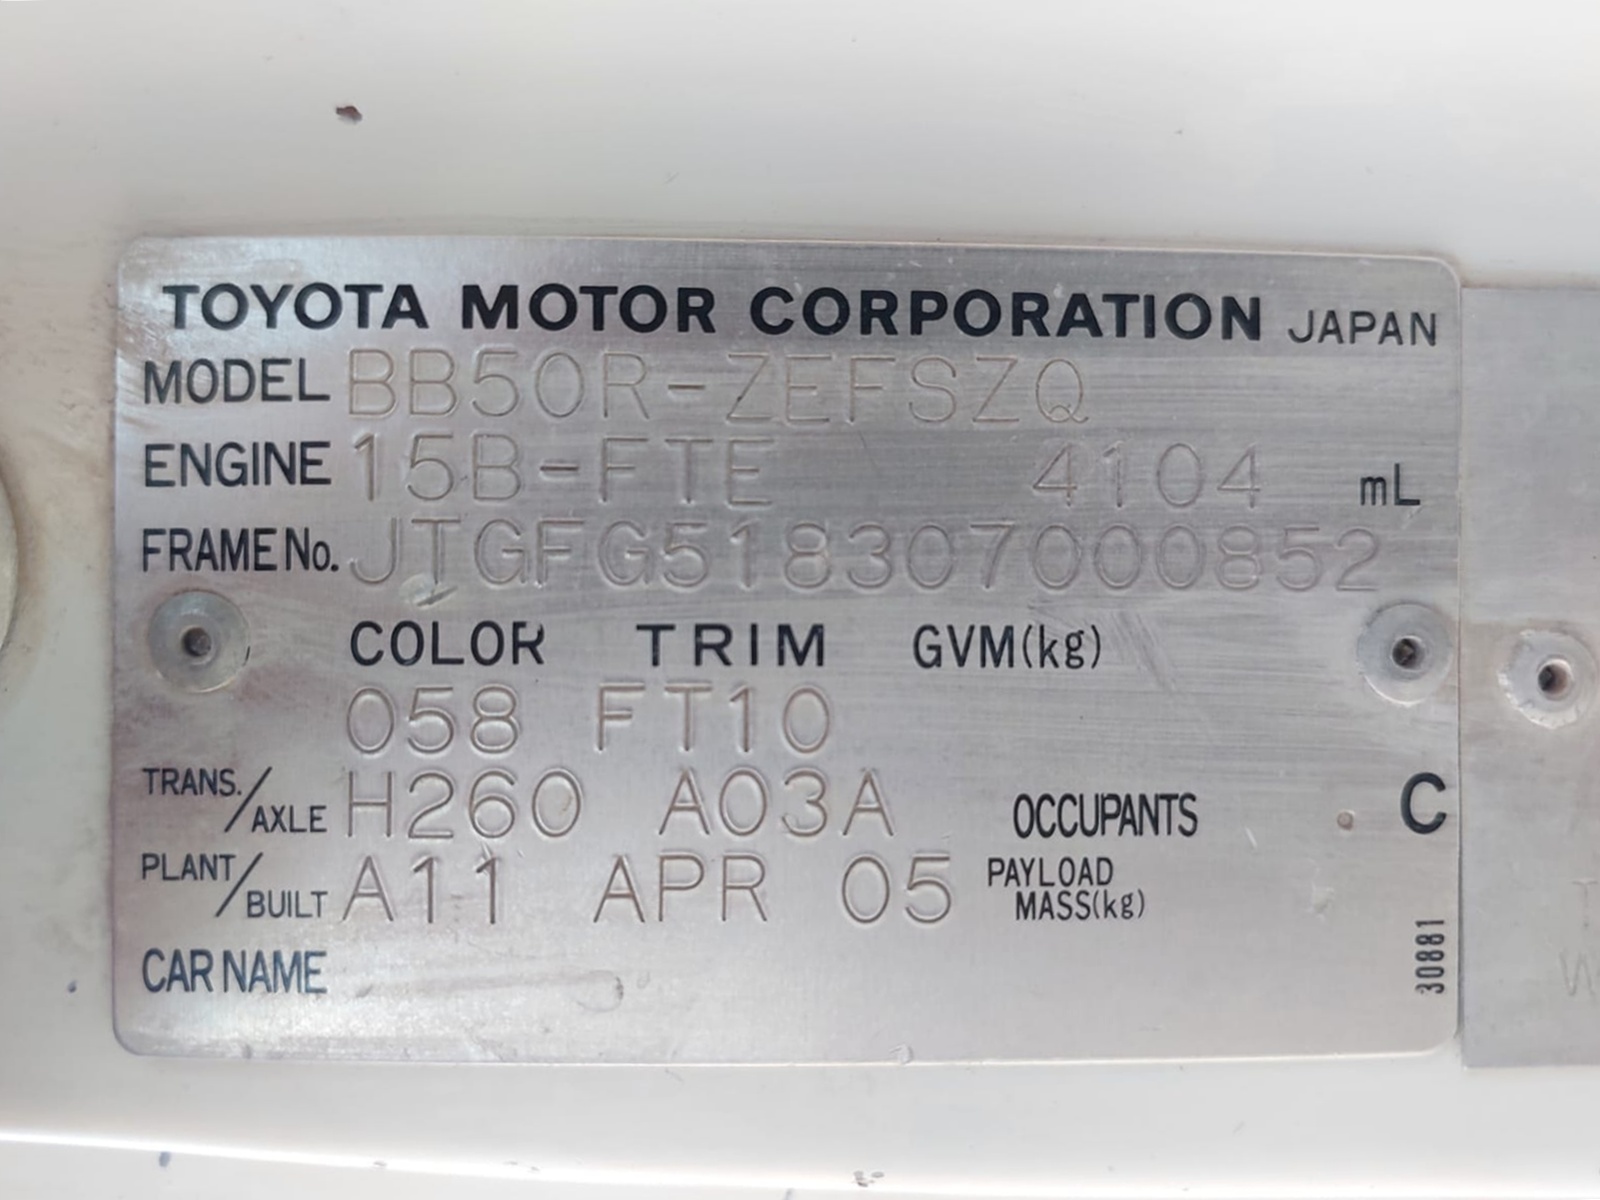 TOYOTA MOTOR CORPORATION JAPAN
MODEL BB50R-ZEFSZQ
ENGINE 15B-FTE 4104 mL
FRAME No. JTGFG518307000852
COLOR TRIM GVM(kg)
058 FT10
TRANS./AXLE H260 A03A OCCUPANTS C
PLANT/BUILT A11 APR 05 PAYLOAD MASS(kg)
CAR NAME
30881